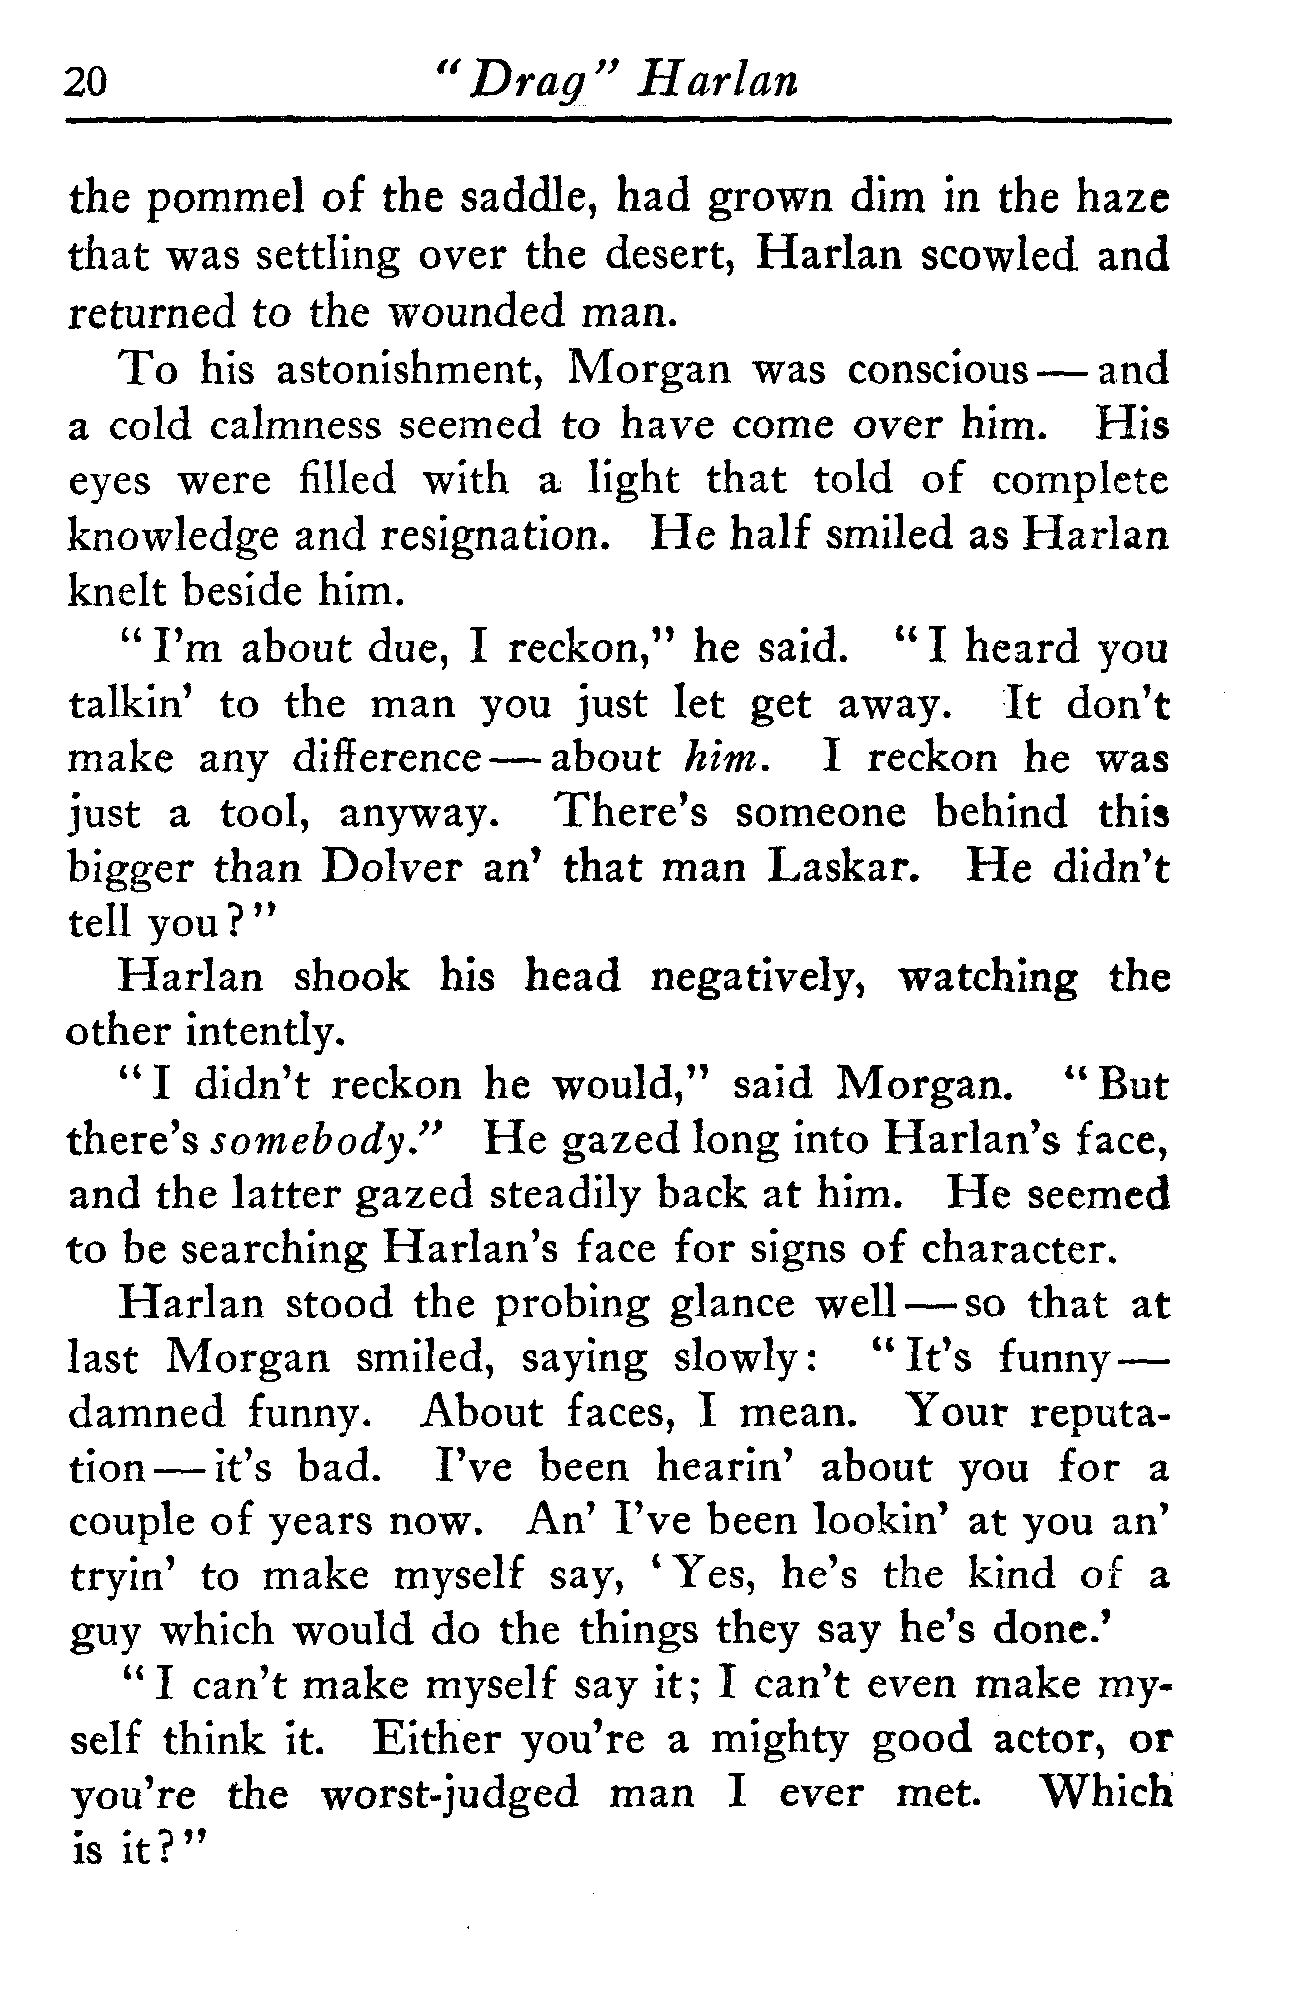 20 “Drag” Harlan
the pommel of the saddle, had grown dim in the haze
that was settling over the desert, Harlan scowled and
returned to the wounded man.
To his astonishment, Morgan was conscious — and
a cold calmness seemed to have come over him. His
eyes were filled with a light that told of complete
knowledge and resignation. He half smiled as Harlan
knelt beside him.
“I'm about due, I reckon,” he said. “I heard you
talkin' to the man you just let get away. It don't
make any difference — about him. I reckon he was
just a tool, anyway. There's someone behind this
bigger than Dolver an' that man Laskar. He didn't
tell you?”
Harlan shook his head negatively, watching the
other intently.
“I didn't reckon he would,” said Morgan. “But
there's somebody.” He gazed long into Harlan's face,
and the latter gazed steadily back at him. He seemed
to be searching Harlan's face for signs of character.
Harlan stood the probing glance well — so that at
last Morgan smiled, saying slowly: “It's funny —
damned funny. About faces, I mean. Your reputa-
tion — it's bad. I've been hearin' about you for a
couple of years now. An' I've been lookin' at you an'
tryin' to make myself say, ‘Yes, he's the kind of a
guy which would do the things they say he's done.’
“I can't make myself say it; I can't even make my-
self think it. Either you're a mighty good actor, or
you're the worst-judged man I ever met. Which
is it?”